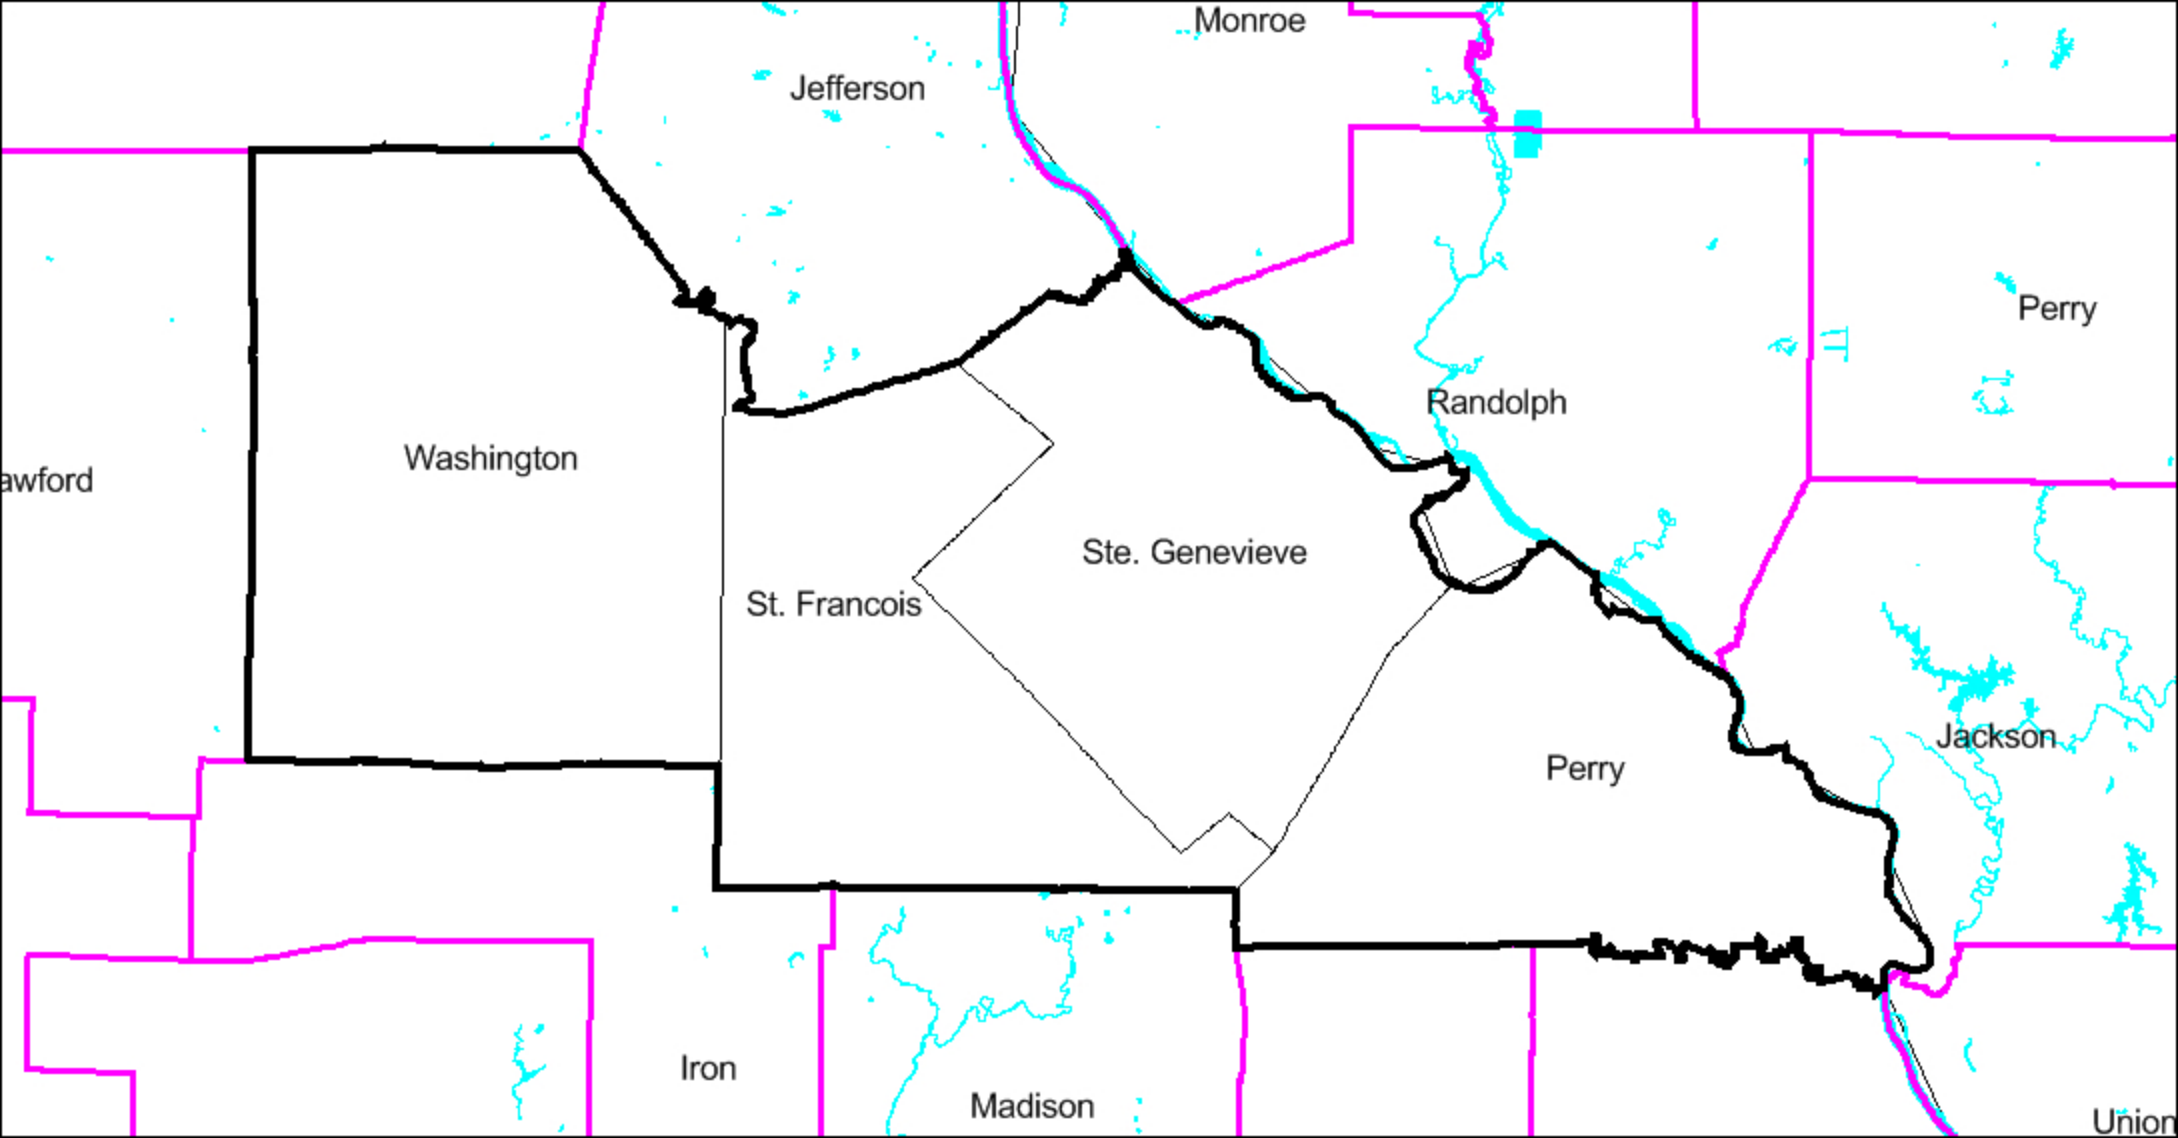 Monroe
Jefferson
Perry
Randolph
Washington
awford
Ste. Genevieve
St. Francois
Jackson
Perry
Iron
Madison
Union